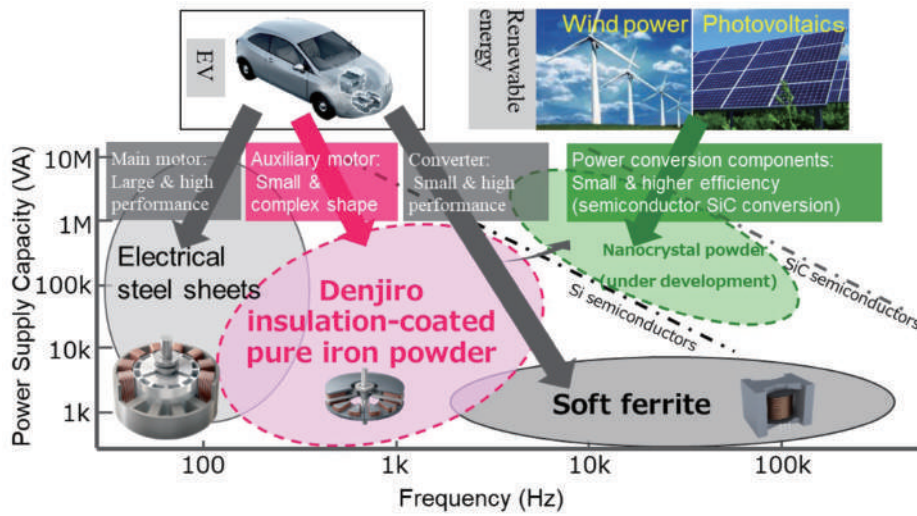 EV
Renewable
energy
Wind power
Photovoltaics
Main motor:
Large & high
performance
Auxiliary motor:
Small &
complex shape
Converter:
Small & high
performance
Power conversion components:
Small & higher efficiency
(semiconductor SiC conversion)
Power Supply Capacity (VA)
10M
1M
100k
10k
1k
Electrical
steel sheets
Denjiro
insulation-coated
pure iron powder
Nanocrystal powder
(under development)
Si semiconductors
SiC semiconductors
Soft ferrite
100
1k
10k
100k
Frequency (Hz)